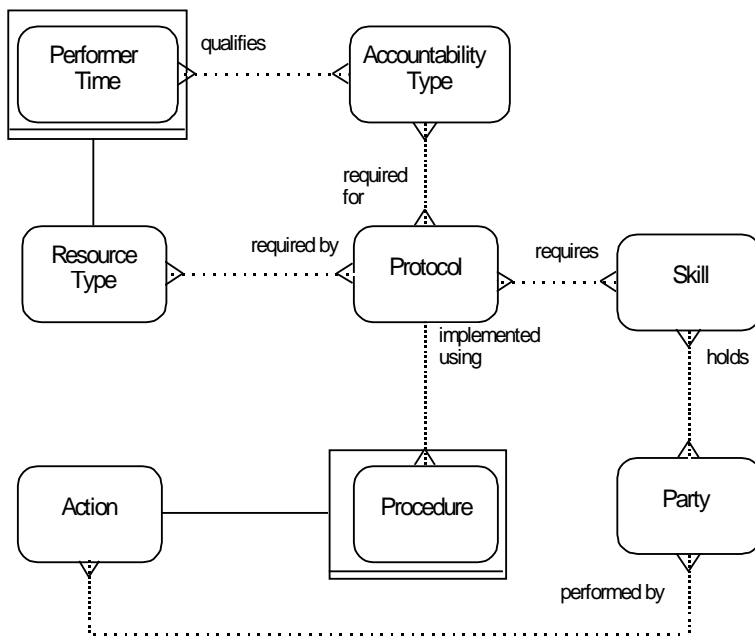 Performer
Time
qualifies
Accountability
Type
required
for
Resource
Type
required by
Protocol
requires
Skill
implemented
using
holds
Action
Procedure
Party
performed by